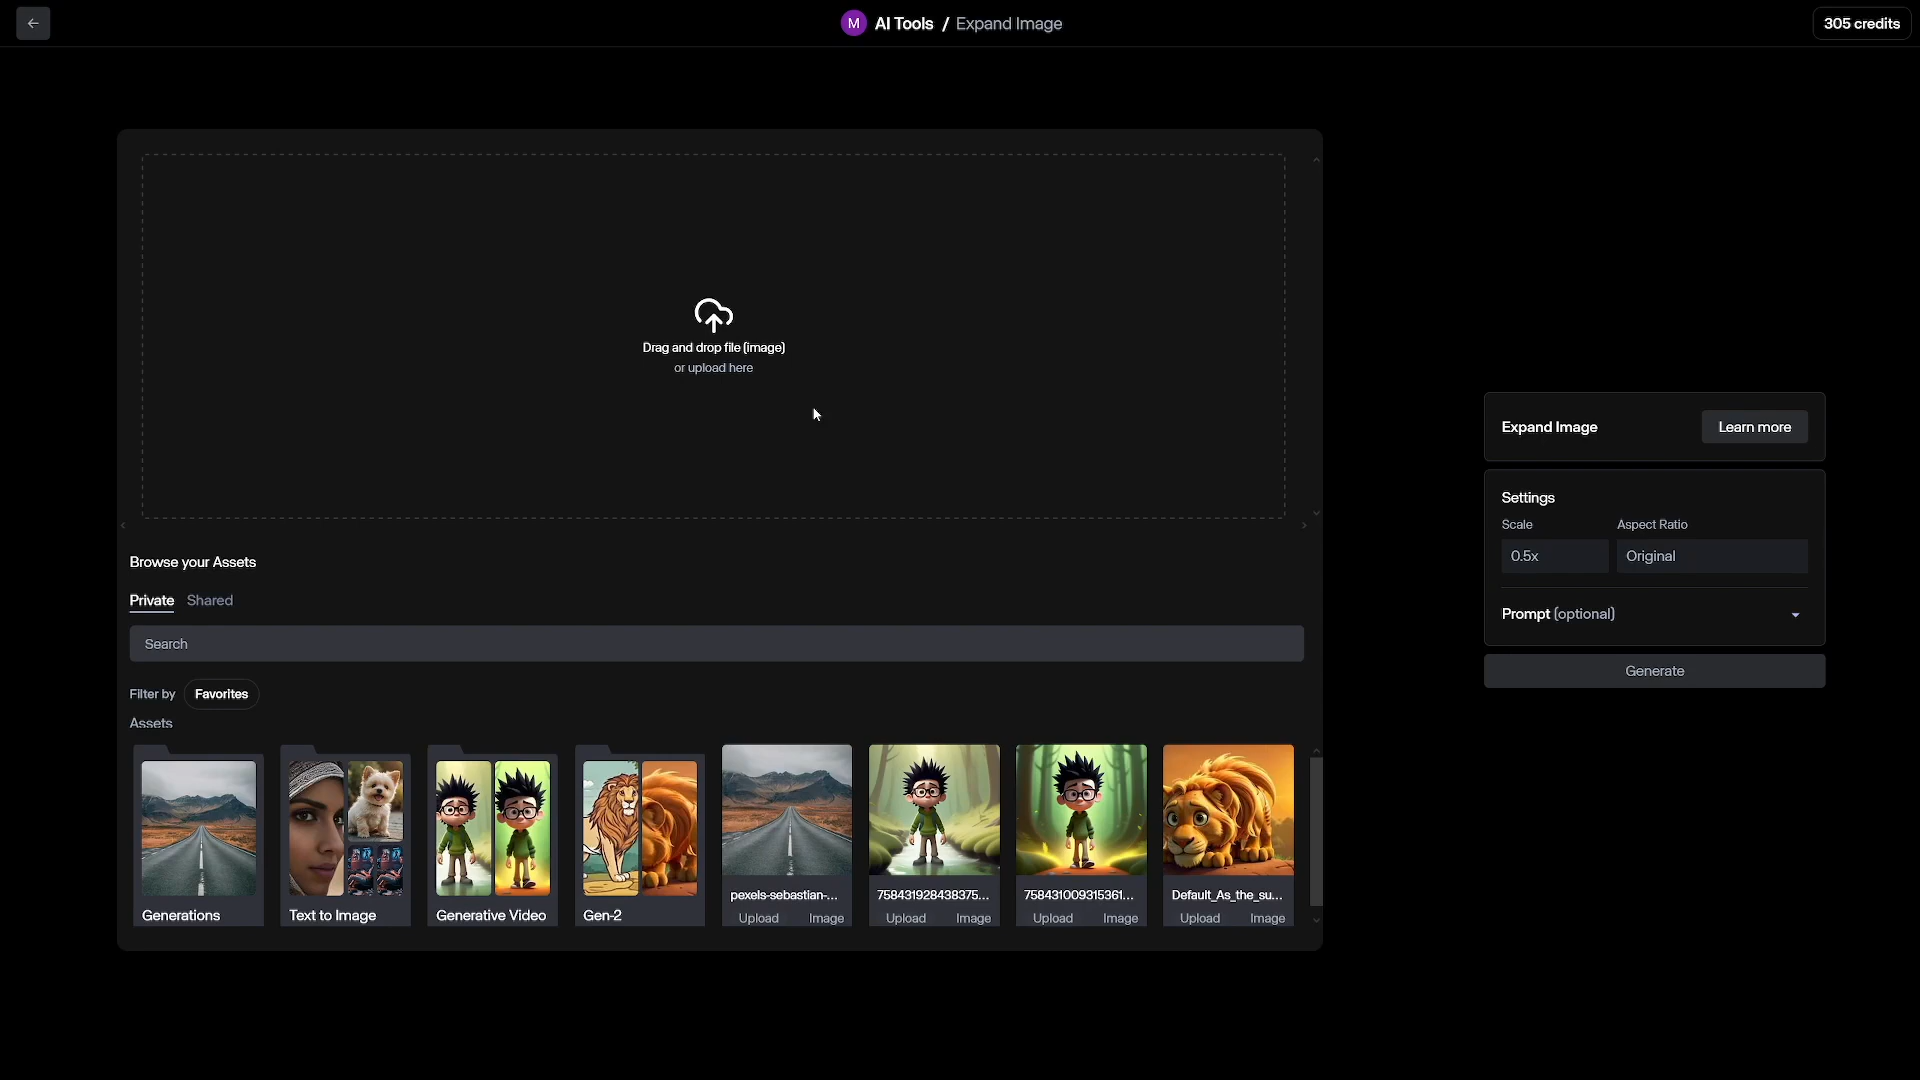 M AI Tools / Expand Image
305 credits
Drag and drop file (image)
or upload here
Expand Image
Learn more
Settings
Scale Aspect Ratio
0.5x Original
Prompt (optional)
Generate
Browse your Assets
Private Shared
Search
Filter by Favorites
Assets
Generations
Text to Image
Generative Video
Gen-2
pexels-sebastian-...
Upload Image
758431928438375...
Upload Image
758431009315361...
Upload Image
Default_As_the_su...
Upload Image